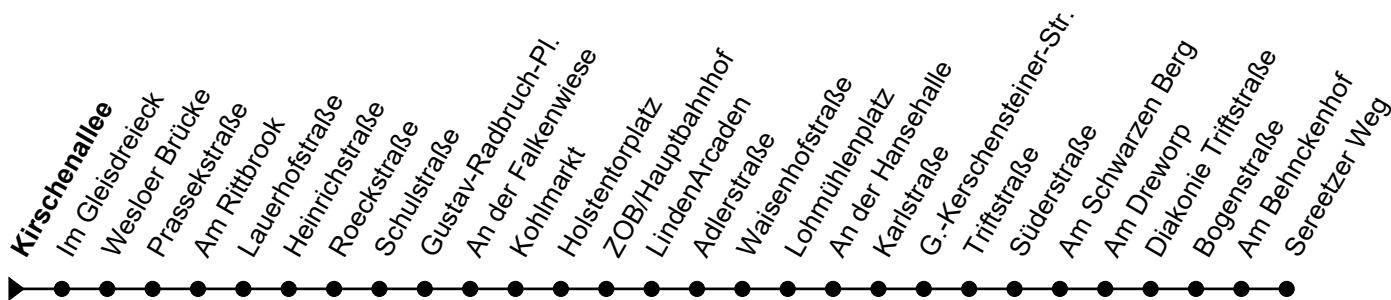 Kirschenallee
Im Gleisdreieck
Wesloer Brücke
Prassekstraße
Am Rittbrook
Lauerhofstraße
Heinrichstraße
Roeckstraße
Schulstraße
Gustav-Radbruch-Pl.
An der Falkenwiese
Kohlmarkt
Holstentorplatz
ZOB/Hauptbahnhof
LindenArcaden
Adlerstraße
Waisenhofstraße
Lohmühlenplatz
An der Hansehalle
Karlstraße
G.-Kerschensteiner-Str.
Triftstraße
Süderstraße
Am Schwarzen Berg
Am Dreworp
Diakonie Triftstraße
Bogenstraße
Am Behnckenhof
Sereetzer Weg